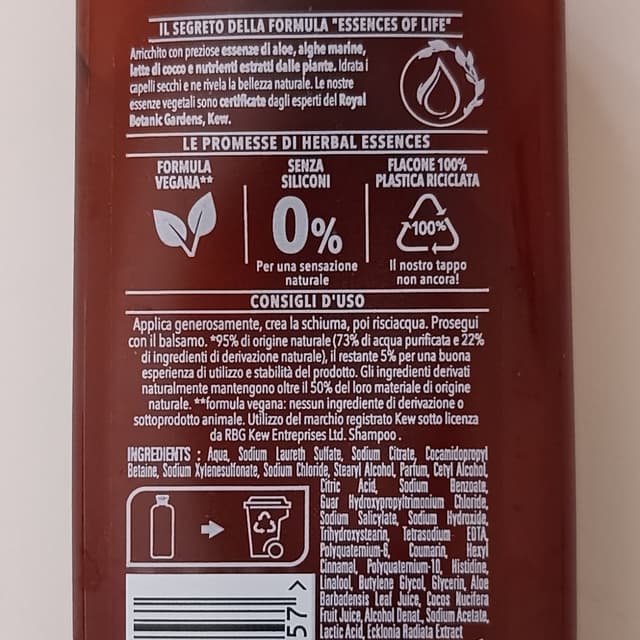 IL SEGRETO DELLA FORMULA "ESSENCES OF LIFE"
Arricchito con preziose essenze di aloe, alghe marine,
latte di cocco e nutrienti estratti dalle piante. Idrata i
capelli secchi e ne rivela la bellezza naturale. Le nostre
essenze vegetali sono certificate dagli esperti del Royal
Botanic Gardens, Kew.
LE PROMESSE DI HERBAL ESSENCES
FORMULA
VEGANA**
SENZA
SILICONI
0%
Per una sensazione
naturale
FLACONE 100%
PLASTICA RICICLATA
100%
Il nostro tappo
non ancora!
CONSIGLI D'USO
Applica generosamente, crea la schiuma, poi risciacqua. Prosegui
con il balsamo. *95% di origine naturale (73% di acqua purificata e 22%
di ingredienti di derivazione naturale), il restante 5% per una buona
esperienza di utilizzo e stabilità del prodotto. Gli ingredienti derivati
naturalmente mantengono oltre il 50% del loro materiale di origine
naturale. **formula vegana: nessun ingrediente di derivazione o
sottoprodotto animale. Utilizzo del marchio registrato Kew sotto licenza
da RBG Kew Entreprises Ltd. Shampoo .
INGREDIENTS : Aqua, Sodium Laureth Sulfate, Sodium Citrate, Cocamidopropyl
Betaine, Sodium Xylenesulfonate, Sodium Chloride, Stearyl Alcohol, Parfum, Cetyl Alcohol,
Citric Acid, Sodium Benzoate,
Guar Hydroxypropyltrimonium Chloride,
Sodium Salicylate, Sodium Hydroxide,
Trihydroxystearin, Tetrasodium EDTA,
Polyquaternium-6, Coumarin, Hexyl
Cinnamal, Polyquaternium-10, Histidine,
Linalool, Butylene Glycol, Glycerin, Aloe
Barbadensis Leaf Juice, Cocos Nucifera
Fruit Juice, Alcohol Denat., Sodium Acetate,
Lactic Acid, Ecklonia Radiata Extract
57 >